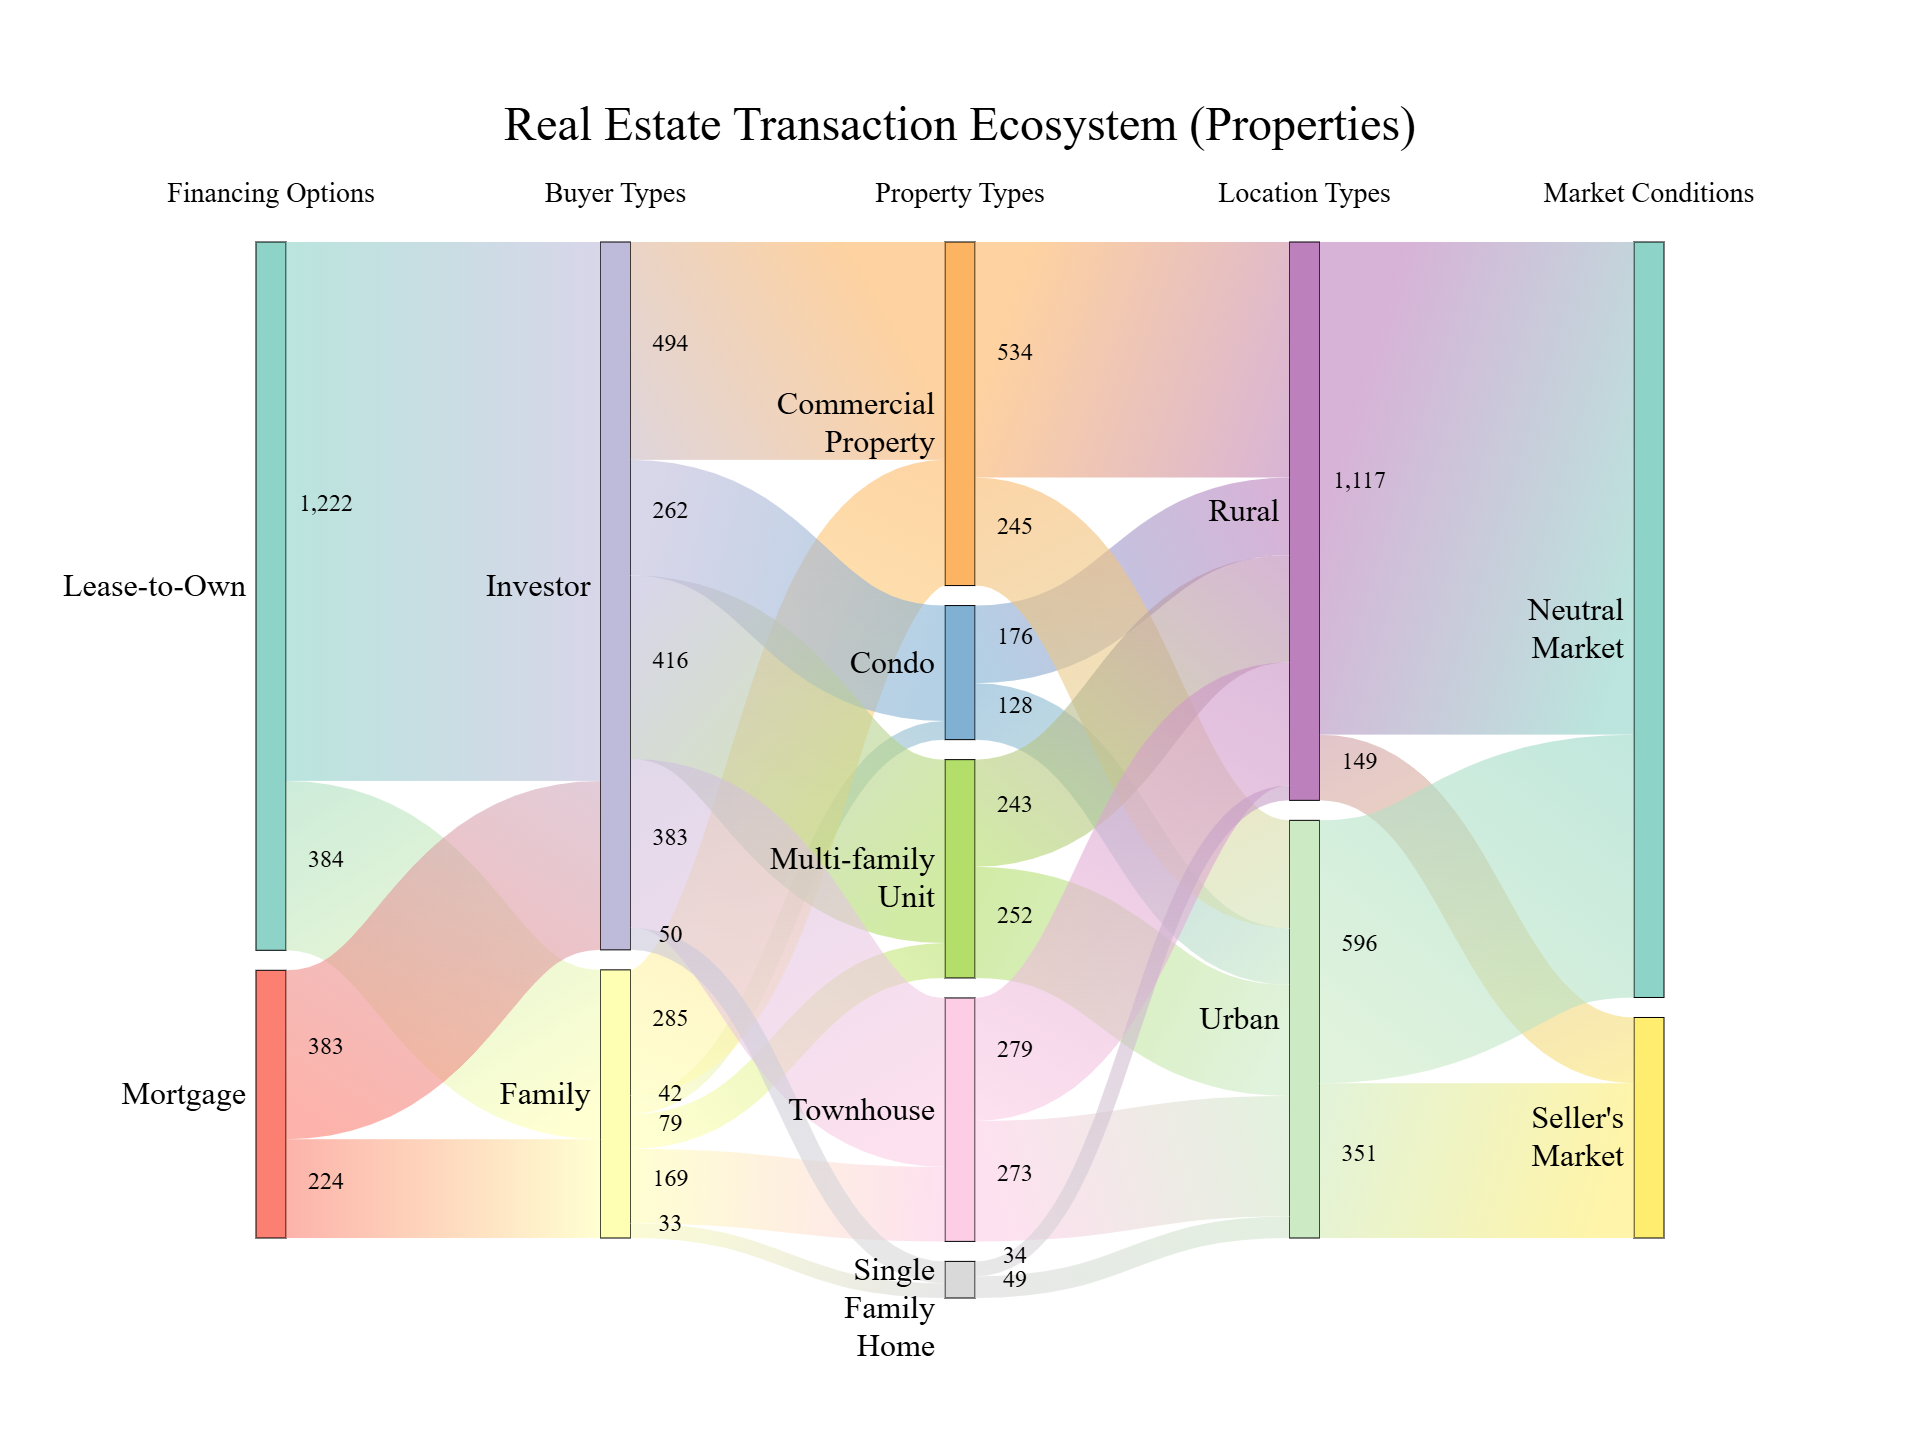 Real Estate Transaction Ecosystem (Properties)
Financing Options
Buyer Types
Property Types
Location Types
Market Conditions
Lease-to-Own
1,222
384
Mortgage
383
224
Investor
494
262
416
383
50
Family
285
42
79
169
33
Commercial
Property
534
245
Condo
176
128
Multi-family
Unit
243
252
Townhouse
279
273
Single
Family
Home
34
49
Rural
1,117
149
Urban
596
351
Neutral
Market
Seller's
Market